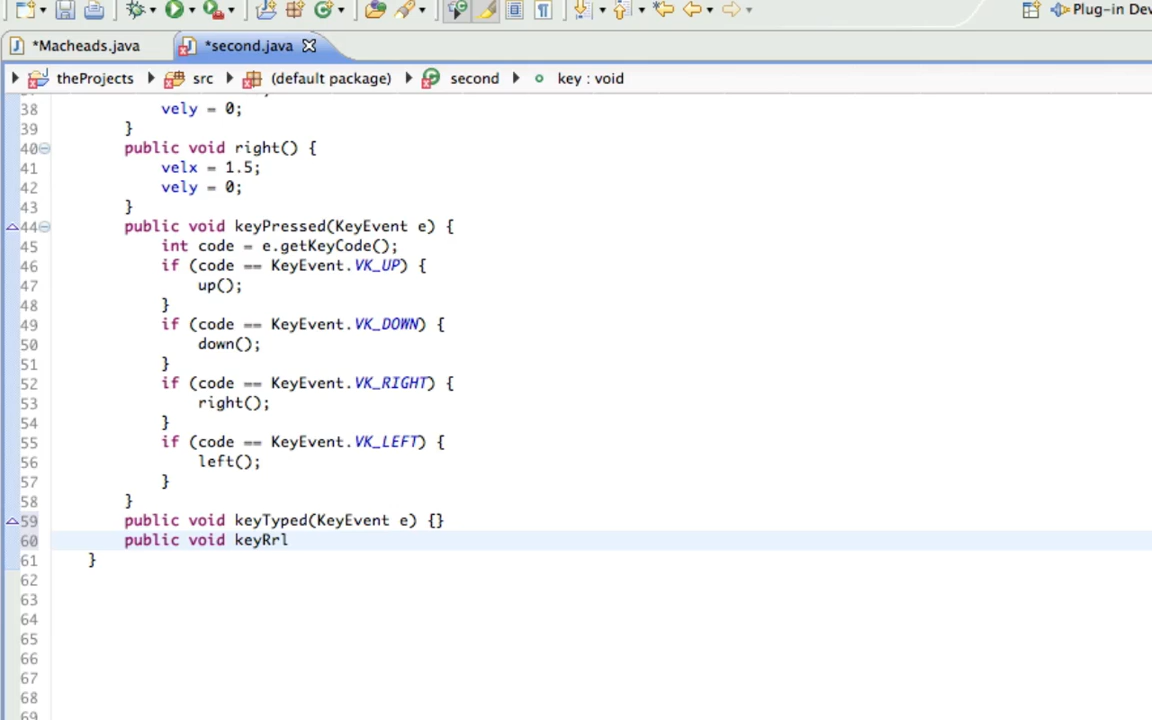 Plug-in Dev
*Macheads.java
*second.java
theProjects src (default package) second key : void
38 vely = 0;
39 }
40 public void right() {
41 velx = 1.5;
42 vely = 0;
43 }
44 public void keyPressed(KeyEvent e) {
45 int code = e.getKeyCode();
46 if (code == KeyEvent.VK_UP) {
47 up();
48 }
49 if (code == KeyEvent.VK_DOWN) {
50 down();
51 }
52 if (code == KeyEvent.VK_RIGHT) {
53 right();
54 }
55 if (code == KeyEvent.VK_LEFT) {
56 left();
57 }
58 }
59 public void keyTyped(KeyEvent e) {}
60 public void keyRrl
61 }
62
63
64
65
66
67
68
69